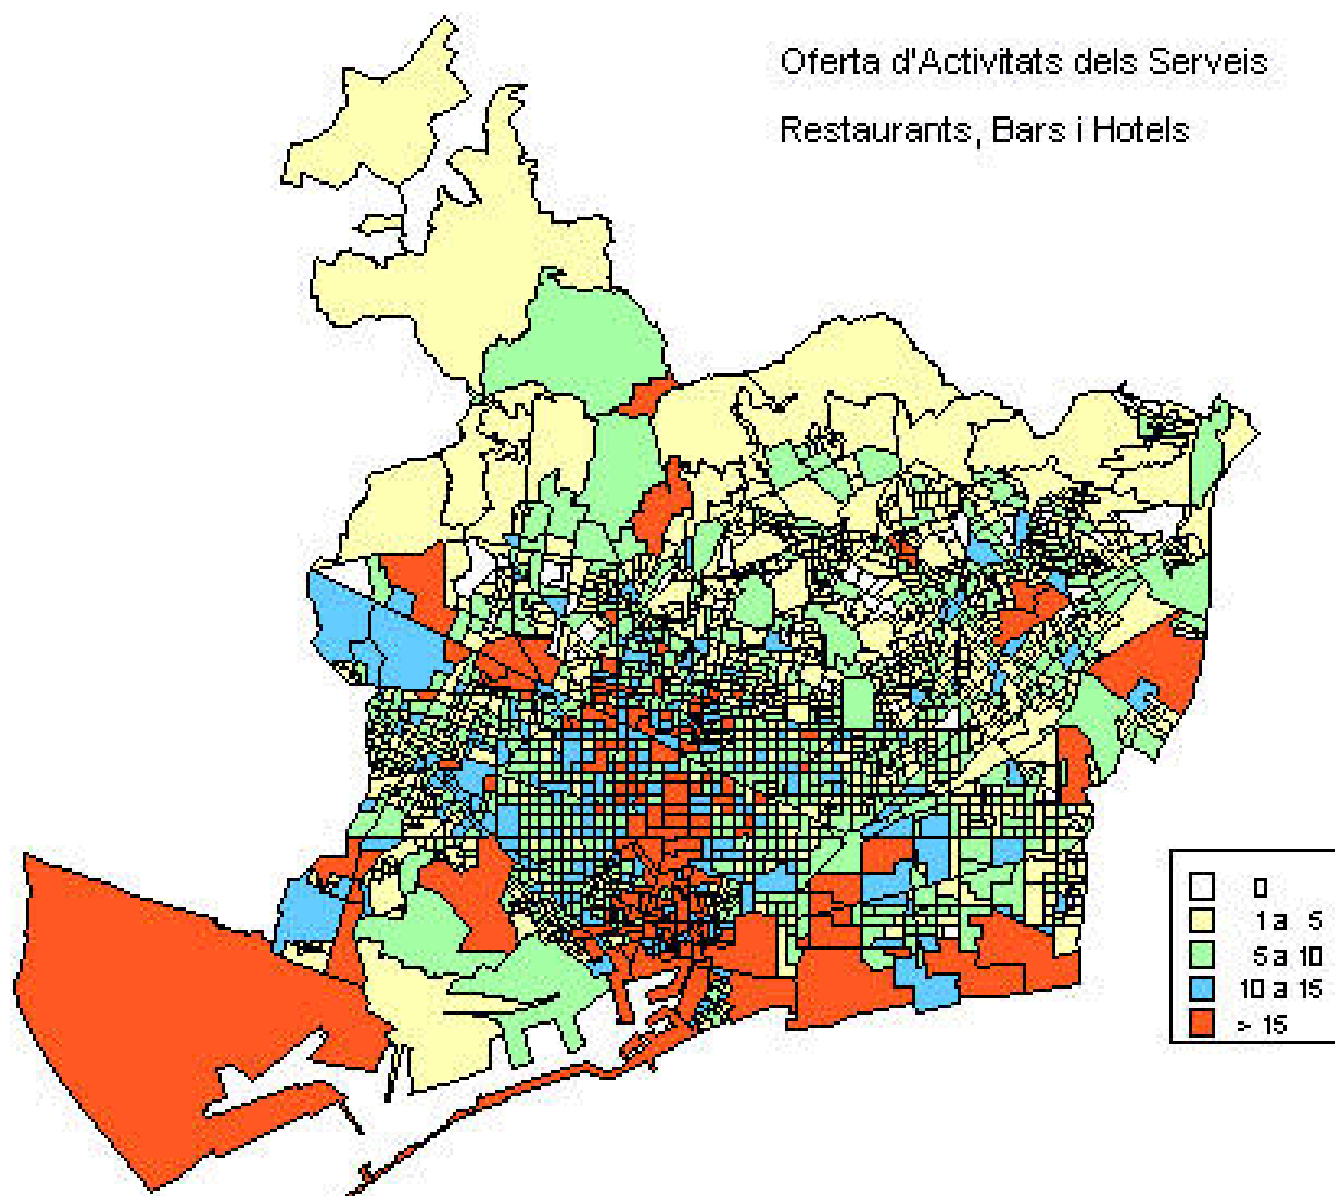 Oferta d'Activitats dels Serveis
Restaurants, Bars i Hotels
0
1 a 5
5 a 10
10 a 15
> 15